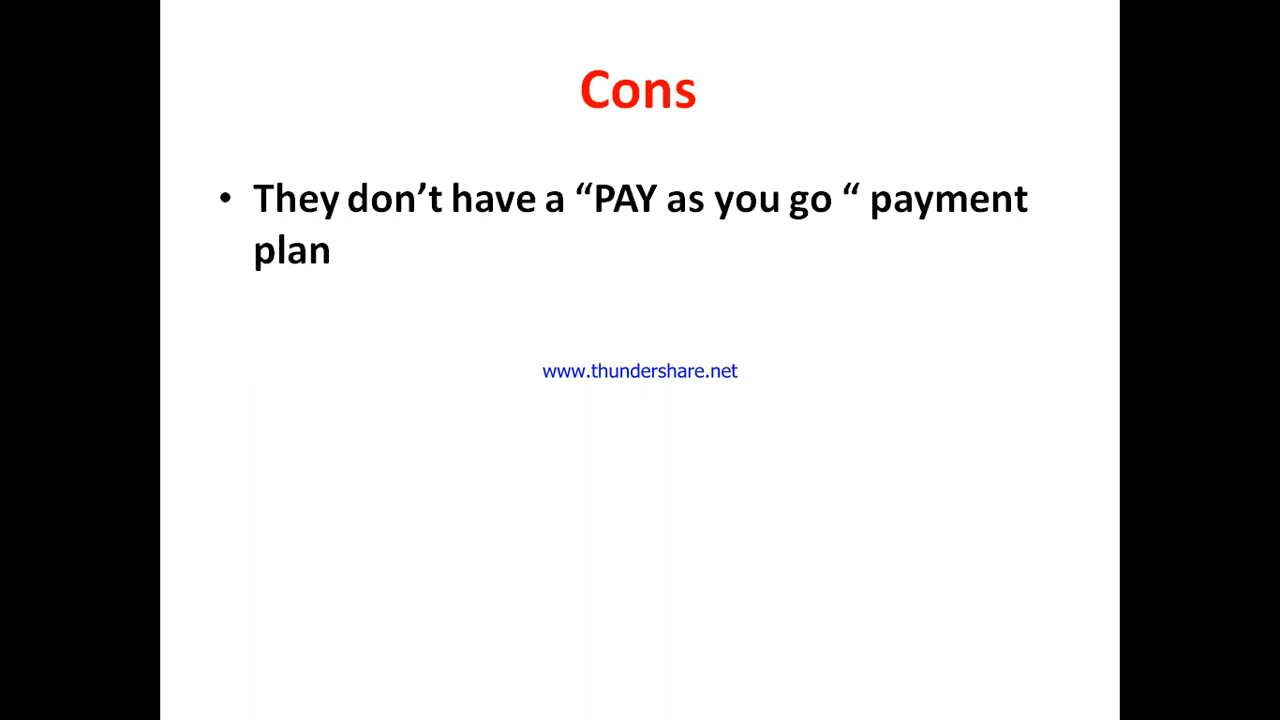 Cons
• They don’t have a “PAY as you go “ payment
plan
www.thundershare.net